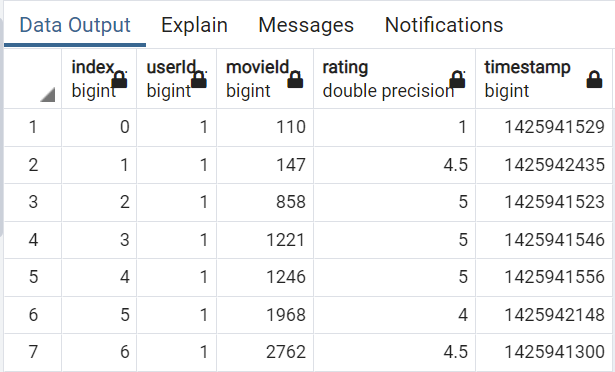 Data Output Explain Messages Notifications
index userId movieId rating timestamp
bigint bigint bigint double precision bigint
1 0 1 110 1 1425941529
2 1 1 147 4.5 1425942435
3 2 1 858 5 1425941523
4 3 1 1221 5 1425941546
5 4 1 1246 5 1425941556
6 5 1 1968 4 1425942148
7 6 1 2762 4.5 1425941300